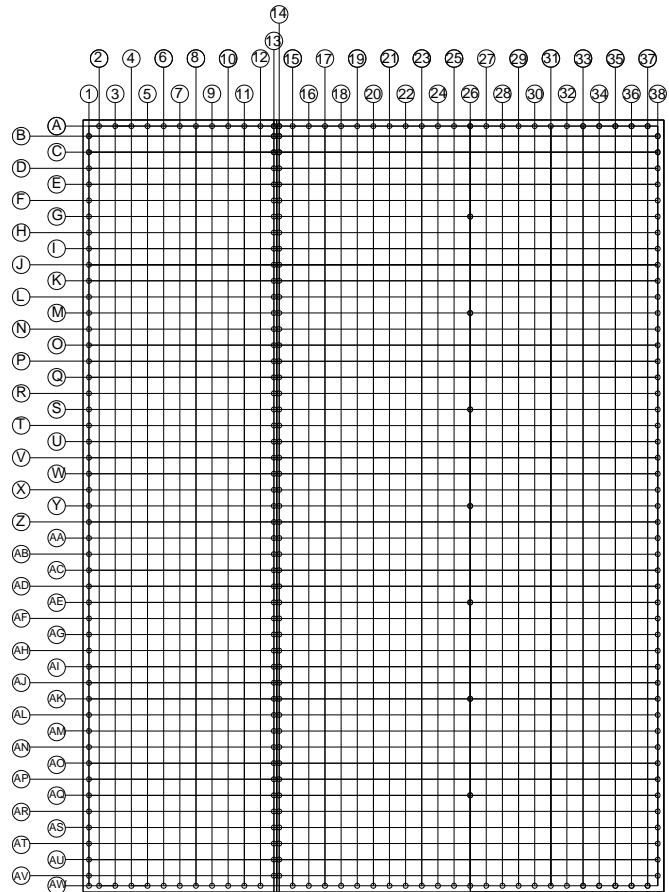 14
13
2 4 6 8 10 12 15 17 19 21 23 25 27 29 31 33 35 37
1 3 5 7 9 11 16 18 20 22 24 26 28 30 32 34 36 38
A
B
C
D
E
F
G
H
I
J
K
L
M
N
O
P
Q
R
S
T
U
V
W
X
Y
Z
AA
AB
AC
AD
AE
AF
AG
AH
AI
AJ
AK
AL
AM
AN
AO
AP
AQ
AR
AS
AT
AU
AV
AW